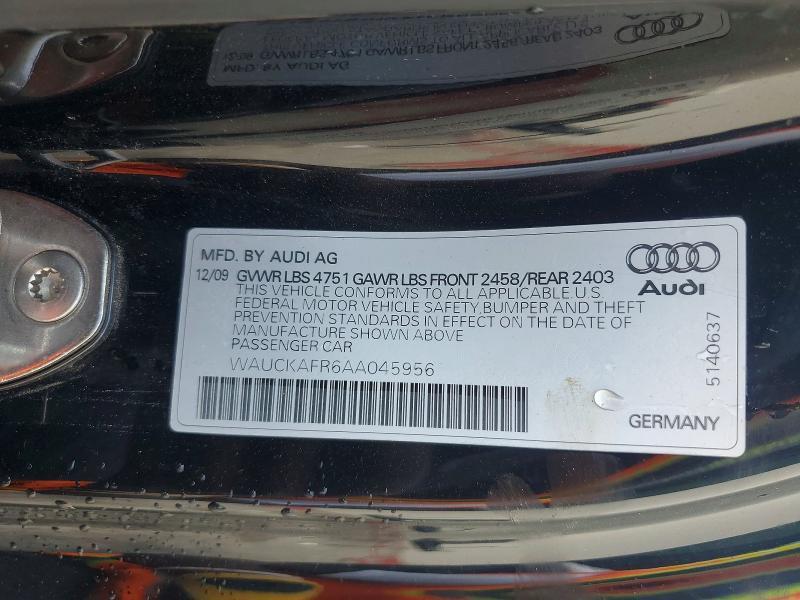 MFD. BY AUDI AG
12/09 GVWR LBS 4751 GAWR LBS FRONT 2458/REAR 2403
THIS VEHICLE CONFORMS TO ALL APPLICABLE U.S
FEDERAL MOTOR VEHICLE SAFETY, BUMPER AND THEFT
PREVENTION STANDARDS IN EFFECT ON THE DATE OF
MANUFACTURE SHOWN ABOVE
PASSENGER CAR
WAUCKAFR6AA045956
Audi
5140637
GERMANY